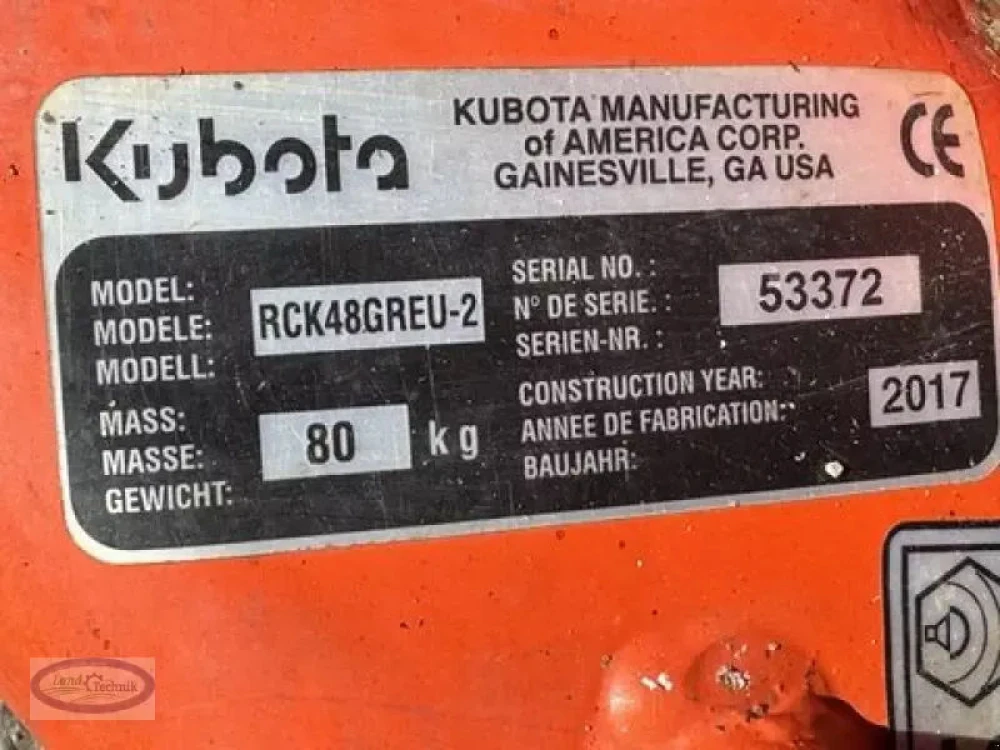 Kubota
KUBOTA MANUFACTURING
of AMERICA CORP.
GAINESVILLE, GA USA
CE
MODEL:
MODELE:
MODELL:
RCK48GREU-2
SERIAL NO. :
N° DE SERIE. :
SERIEN-NR. :
53372
MASS:
MASSE:
GEWICHT:
80 kg
CONSTRUCTION YEAR:
ANNEE DE FABRICATION:
BAUJAHR:
2017
Land Technik